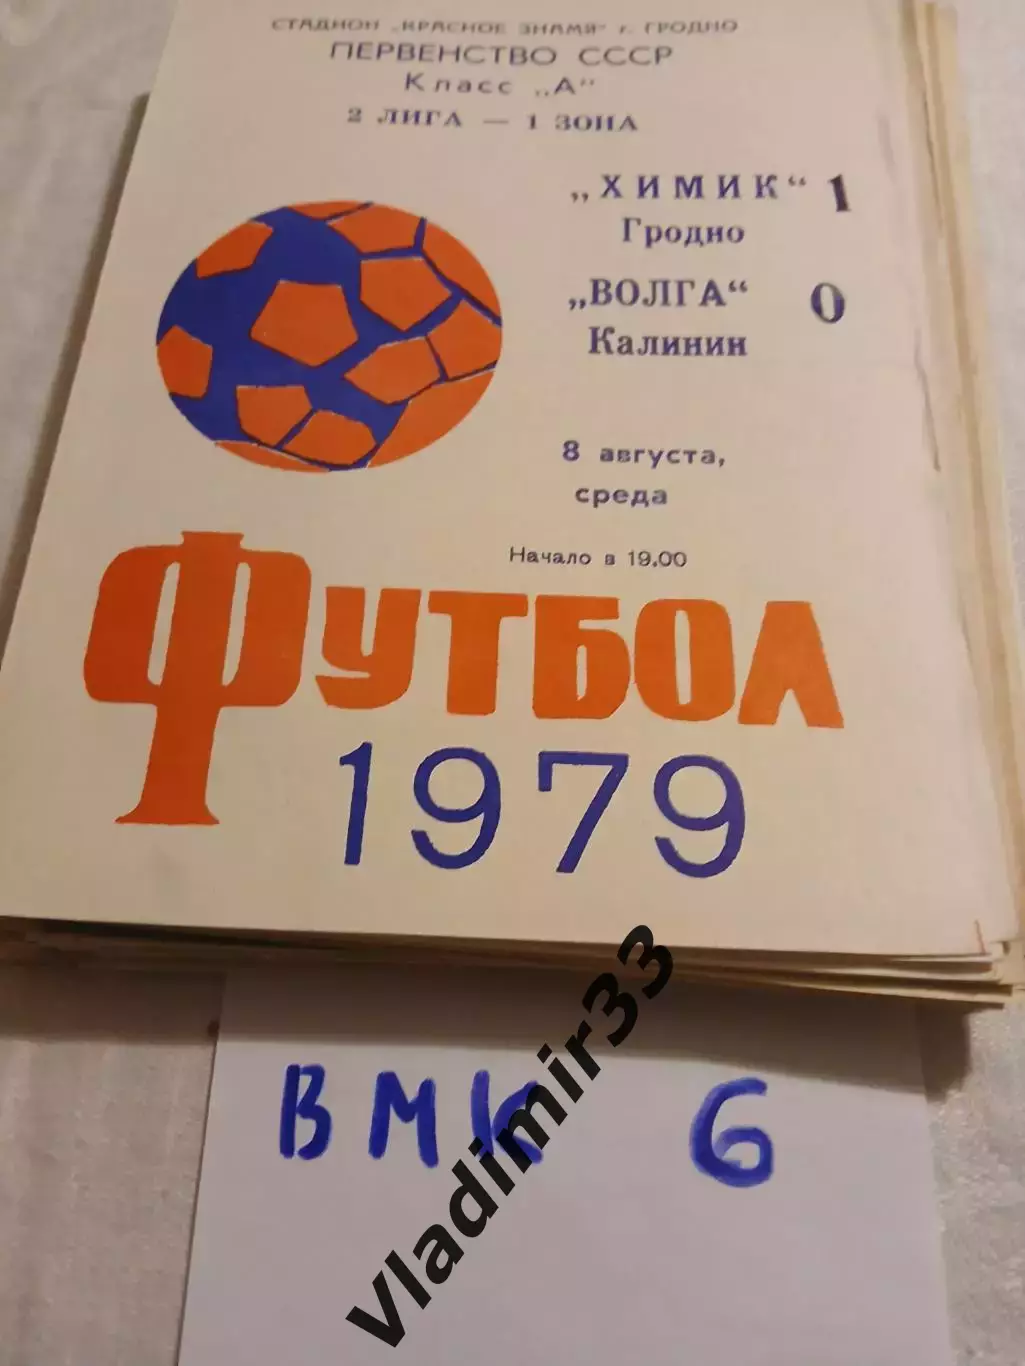 СТАДИОН „КРАСНОЕ ЗНАМЯ" г. ГРОДНО
ПЕРВЕНСТВО СССР
Класс „А"
2 ЛИГА — 1 ЗОНА
„ХИМИК“ 1
Гродно
„ВОЛГА“ 0
Калинин
8 августа,
среда
Начало в 19.00
ФУТБОЛ
1979
ВМК 6
Vladimir33